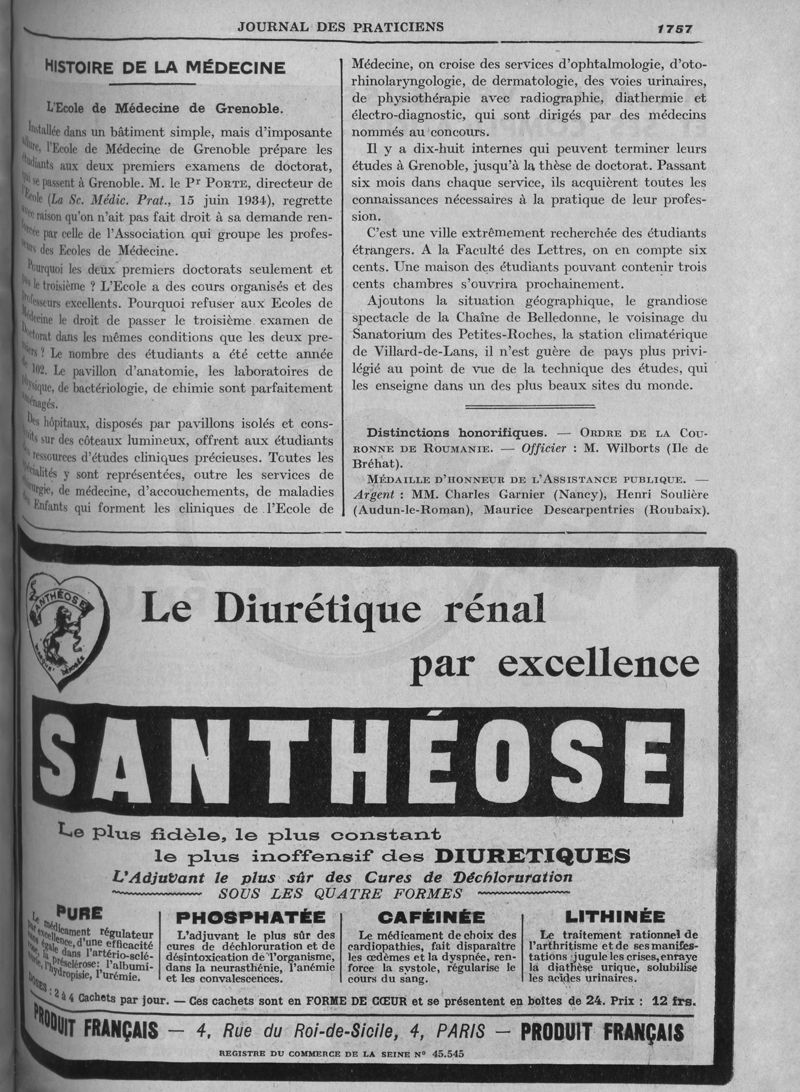 JOURNAL DES PRATICIENS 1757
HISTOIRE DE LA MÉDECINE
L'Ecole de Médecine de Grenoble.
Installée dans un bâtiment simple, mais d'imposante
allure, l'Ecole de Médecine de Grenoble prépare les
étudiants aux deux premiers examens de doctorat,
qui se passent à Grenoble. M. le Pr PORTE, directeur de
l'Ecole (La Sc. Médic. Prat., 15 juin 1934), regrette
avec raison qu'on n'ait pas fait droit à sa demande ren-
forcée par celle de l'Association qui groupe les profes-
seurs des Ecoles de Médecine.
Pourquoi les deux premiers doctorats seulement et
pas le troisième ? L'Ecole a des cours organisés et des
professeurs excellents. Pourquoi refuser aux Ecoles de
Médecine le droit de passer le troisième examen de
Doctorat dans les mêmes conditions que les deux pre-
miers ? Le nombre des étudiants a été cette année
de 102. Le pavillon d'anatomie, les laboratoires de
physique, de bactériologie, de chimie sont parfaitement
aménagés.
Des hôpitaux, disposés par pavillons isolés et cons-
truits sur des côteaux lumineux, offrent aux étudiants
des ressources d'études cliniques précieuses. Toutes les
spécialités y sont représentées, outre les services de
chirurgie, de médecine, d'accouchements, de maladies
d'Enfants qui forment les cliniques de l'Ecole de
Médecine, on croise des services d'ophtalmologie, d'oto-
rhinolaryngologie, de dermatologie, des voies urinaires,
de physiothérapie avec radiographie, diathermie et
électro-diagnostic, qui sont dirigés par des médecins
nommés au concours.
Il y a dix-huit internes qui peuvent terminer leurs
études à Grenoble, jusqu'à la thèse de doctorat. Passant
six mois dans chaque service, ils acquièrent toutes les
connaissances nécessaires à la pratique de leur profes-
sion.
C'est une ville extrêmement recherchée des étudiants
étrangers. A la Faculté des Lettres, on en compte six
cents. Une maison des étudiants pouvant contenir trois
cents chambres s'ouvrira prochainement.
Ajoutons la situation géographique, le grandiose
spectacle de la Chaîne de Belledonne, le voisinage du
Sanatorium des Petites-Roches, la station climatérique
de Villard-de-Lans, il n'est guère de pays plus privi-
légié au point de vue de la technique des études, qui
les enseigne dans un des plus beaux sites du monde.
Distinctions honorifiques. — ORDRE DE LA COU-
RONNE DE ROUMANIE. — Officier : M. Wilborts (Ile de
Bréhat).
MÉDAILLE D'HONNEUR DE L'ASSISTANCE PUBLIQUE. —
Argent : MM. Charles Garnier (Nancy), Henri Soulière
(Audun-le-Roman), Maurice Descarpentries (Roubaix).
SANTHÉOSE
MARQUE DÉPOSÉE
Le Diurétique rénal
par excellence
SANTHÉOSE
Le plus fidèle, le plus constant
le plus inoffensif des DIURETIQUES
L'Adjuvant le plus sûr des Cures de Déchloruration
SOUS LES QUATRE FORMES
PURE
Le médicament régulateur
par excellence, d'une efficacité
sans égale dans l'artério-sclé-
rose, la présclérose, l'albumi-
nurie, l'hydropisie, l'urémie.
PHOSPHATÉE
L'adjuvant le plus sûr des
cures de déchloruration et de
désintoxication de l'organisme,
dans la neurasthénie, l'anémie
et les convalescences.
CAFÉINÉE
Le médicament de choix des
cardiopathies, fait disparaître
les œdèmes et la dyspnée, ren-
force la systole, régularise le
cours du sang.
LITHINÉE
Le traitement rationnel de
l'arthritisme et de ses manifes-
tations ; jugule les crises, enraye
la diathèse urique, solubilise
les acides urinaires.
DOSES : 2 à 4 Cachets par jour. — Ces cachets sont en FORME DE CŒUR et se présentent en boîtes de 24. Prix : 12 frs.
PRODUIT FRANÇAIS — 4, Rue du Roi-de-Sicile, 4, PARIS — PRODUIT FRANÇAIS
REGISTRE DU COMMERCE DE LA SEINE N° 45.545